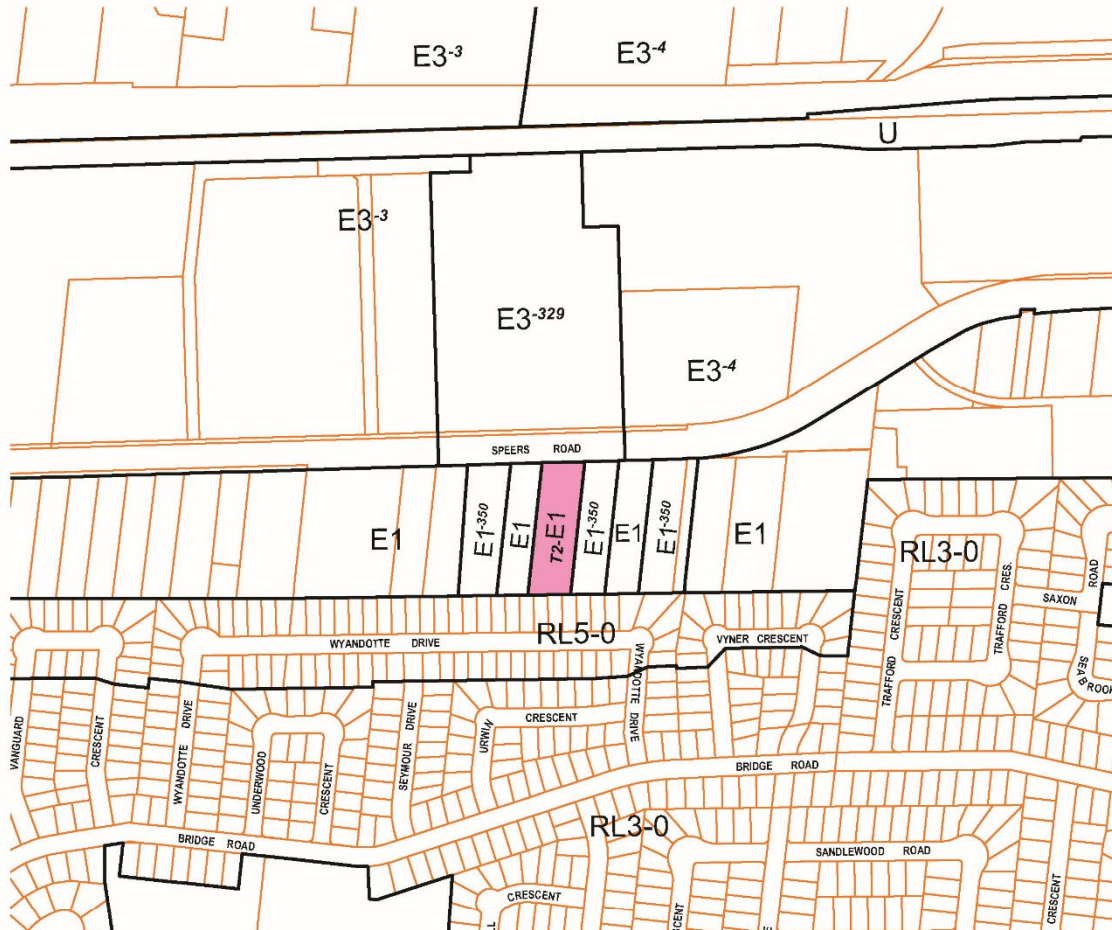 E3-3
E3-4
U
E3-3
E3-329
E3-4
SPEERS ROAD
E1
E1-350
E1
T2-E1
E1-350
E1
E1-350
E1
RL3-0
CRESCENT
TRAFFORD
TRAFFORD CRES.
SAXON
ROAD
SEABROOK
RL5-0
WYANDOTTE DRIVE
VYNER CRESCENT
WYANDOTTE DRIVE
VANGUARD
CRESCENT
WYANDOTTE DRIVE
UNDERWOOD
CRESCENT
SEYMOUR DRIVE
URWIN
CRESCENT
BRIDGE ROAD
BRIDGE ROAD
RL3-0
SANDLEWOOD ROAD
CRESCENT
CRESCENT